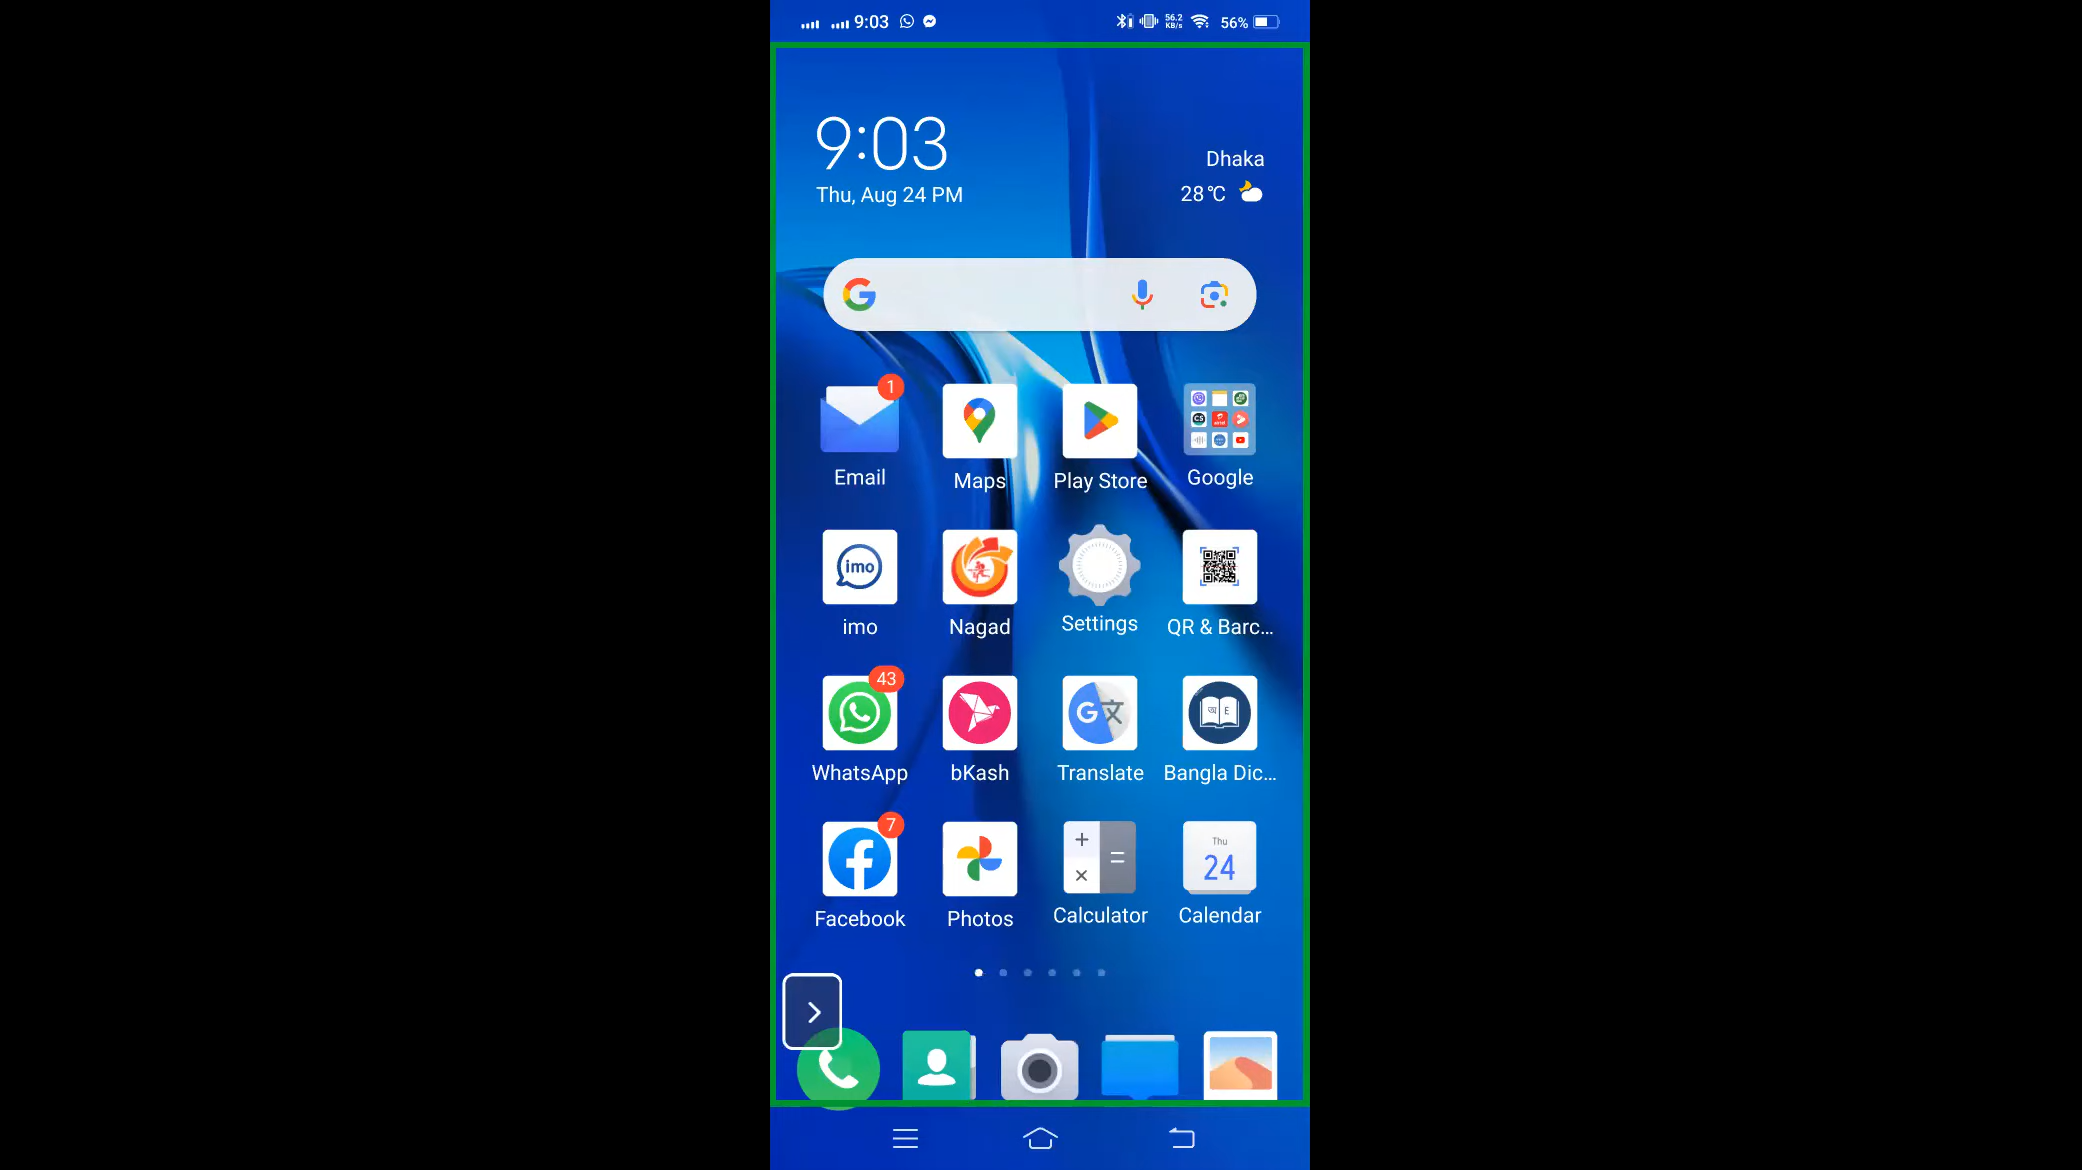 9:03 56.2 KB/s 56%
9:03
Thu, Aug 24 PM
Dhaka
28°C
G
1
Email Maps Play Store Google
imo
imo Nagad Settings QR & Barc...
43
WhatsApp bKash Translate Bangla Dic...
7
Thu
24
Facebook Photos Calculator Calendar